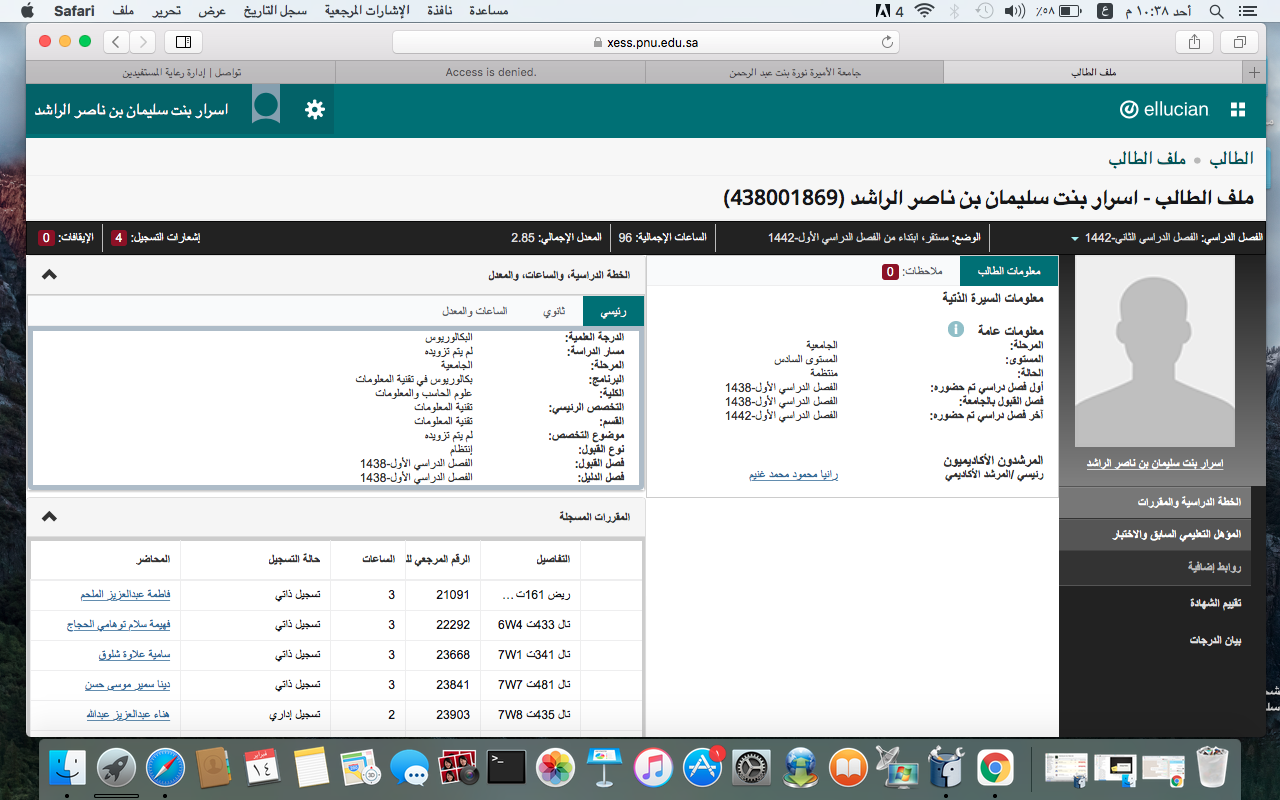 Safari ملف تحرير عرض سجل التاريخ الإشارات المرجعية نافذة مساعدة
4 ٥٨٪ ع أحد ١٠:٣٨ م
xess.pnu.edu.sa
تواصل | إدارة رعاية المستفيدين
Access is denied.
جامعة الأميرة نورة بنت عبد الرحمن
ملف الطالب
ellucian
اسرار بنت سليمان بن ناصر الراشد
الطالب • ملف الطالب
ملف الطالب - اسرار بنت سليمان بن ناصر الراشد (438001869)
الفصل الدراسي: الفصل الدراسي الثاني-1442
الوضع: مستقر، ابتداء من الفصل الدراسي الأول-1442
الساعات الإجمالية: 96
المعدل الإجمالي: 2.85
إشعارات التسجيل: 4
الإيقافات: 0
اسرار بنت سليمان بن ناصر الراشد
الخطة الدراسية والمقررات
المؤهل التعليمي السابق والاختبار
روابط إضافية
تقييم الشهادة
بيان الدرجات
معلومات الطالب
ملاحظات: 0
معلومات السيرة الذتية
معلومات عامة
المرحلة: الجامعية
المستوى: المستوى السادس
الحالة: منتظمة
أول فصل دراسي تم حضوره: الفصل الدراسي الأول-1438
فصل القبول بالجامعة: الفصل الدراسي الأول-1438
آخر فصل دراسي تم حضوره: الفصل الدراسي الأول-1442
المرشدون الأكاديميون
رئيسي /المرشد الأكاديمي رانيا محمود محمد غنيم
الخطة الدراسية، والساعات، والمعدل
رئيسي ثانوي الساعات والمعدل
الدرجة العلمية: البكالوريوس
مسار الدراسة: لم يتم تزويده
المرحلة: الجامعية
البرنامج: بكالوريوس في تقنية المعلومات
الكلية: علوم الحاسب والمعلومات
التخصص الرئيسي: تقنية المعلومات
القسم: تقنية المعلومات
موضوع التخصص: لم يتم تزويده
نوع القبول: إنتظام
فصل القبول: الفصل الدراسي الأول-1438
فصل الدليل: الفصل الدراسي الأول-1438
المقررات المسجلة
التفاصيل الرقم المرجعي لل الساعات حالة التسجيل المحاضر
ريض 161ت ... 21091 3 تسجيل ذاتي فاطمة عبدالعزيز الملحم
تال 433ت 6W4 22292 3 تسجيل ذاتي فهيمة سلام توهامي الحجاج
تال 341ت 7W1 23668 3 تسجيل ذاتي سامية علاوة شلوق
تال 481ت 7W7 23841 3 تسجيل ذاتي دينا سمير موسى حسن
تال 435ت 7W8 23903 2 تسجيل إداري هناء عبدالعزيز عبدالله
فبراير
١٤
3D
١